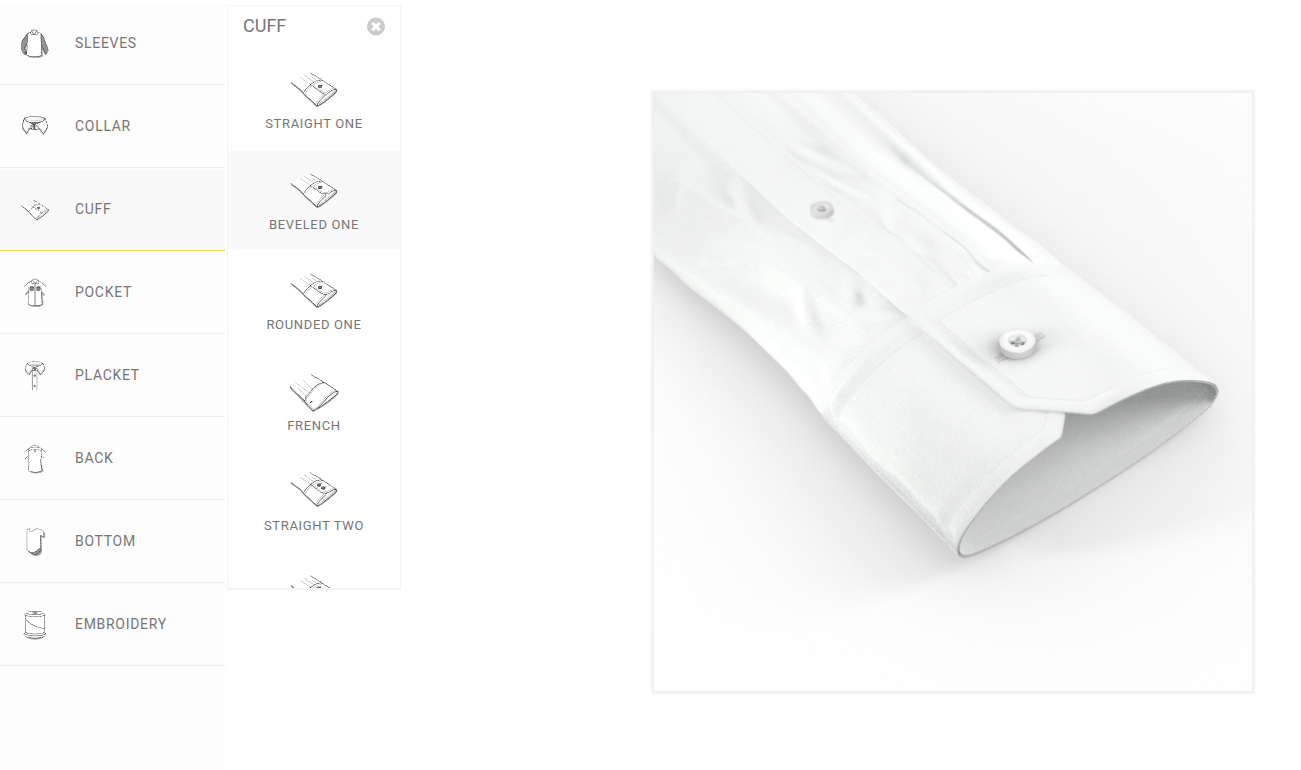 SLEEVES
COLLAR
CUFF
POCKET
PLACKET
BACK
BOTTOM
EMBROIDERY
CUFF
STRAIGHT ONE
BEVELED ONE
ROUNDED ONE
FRENCH
STRAIGHT TWO